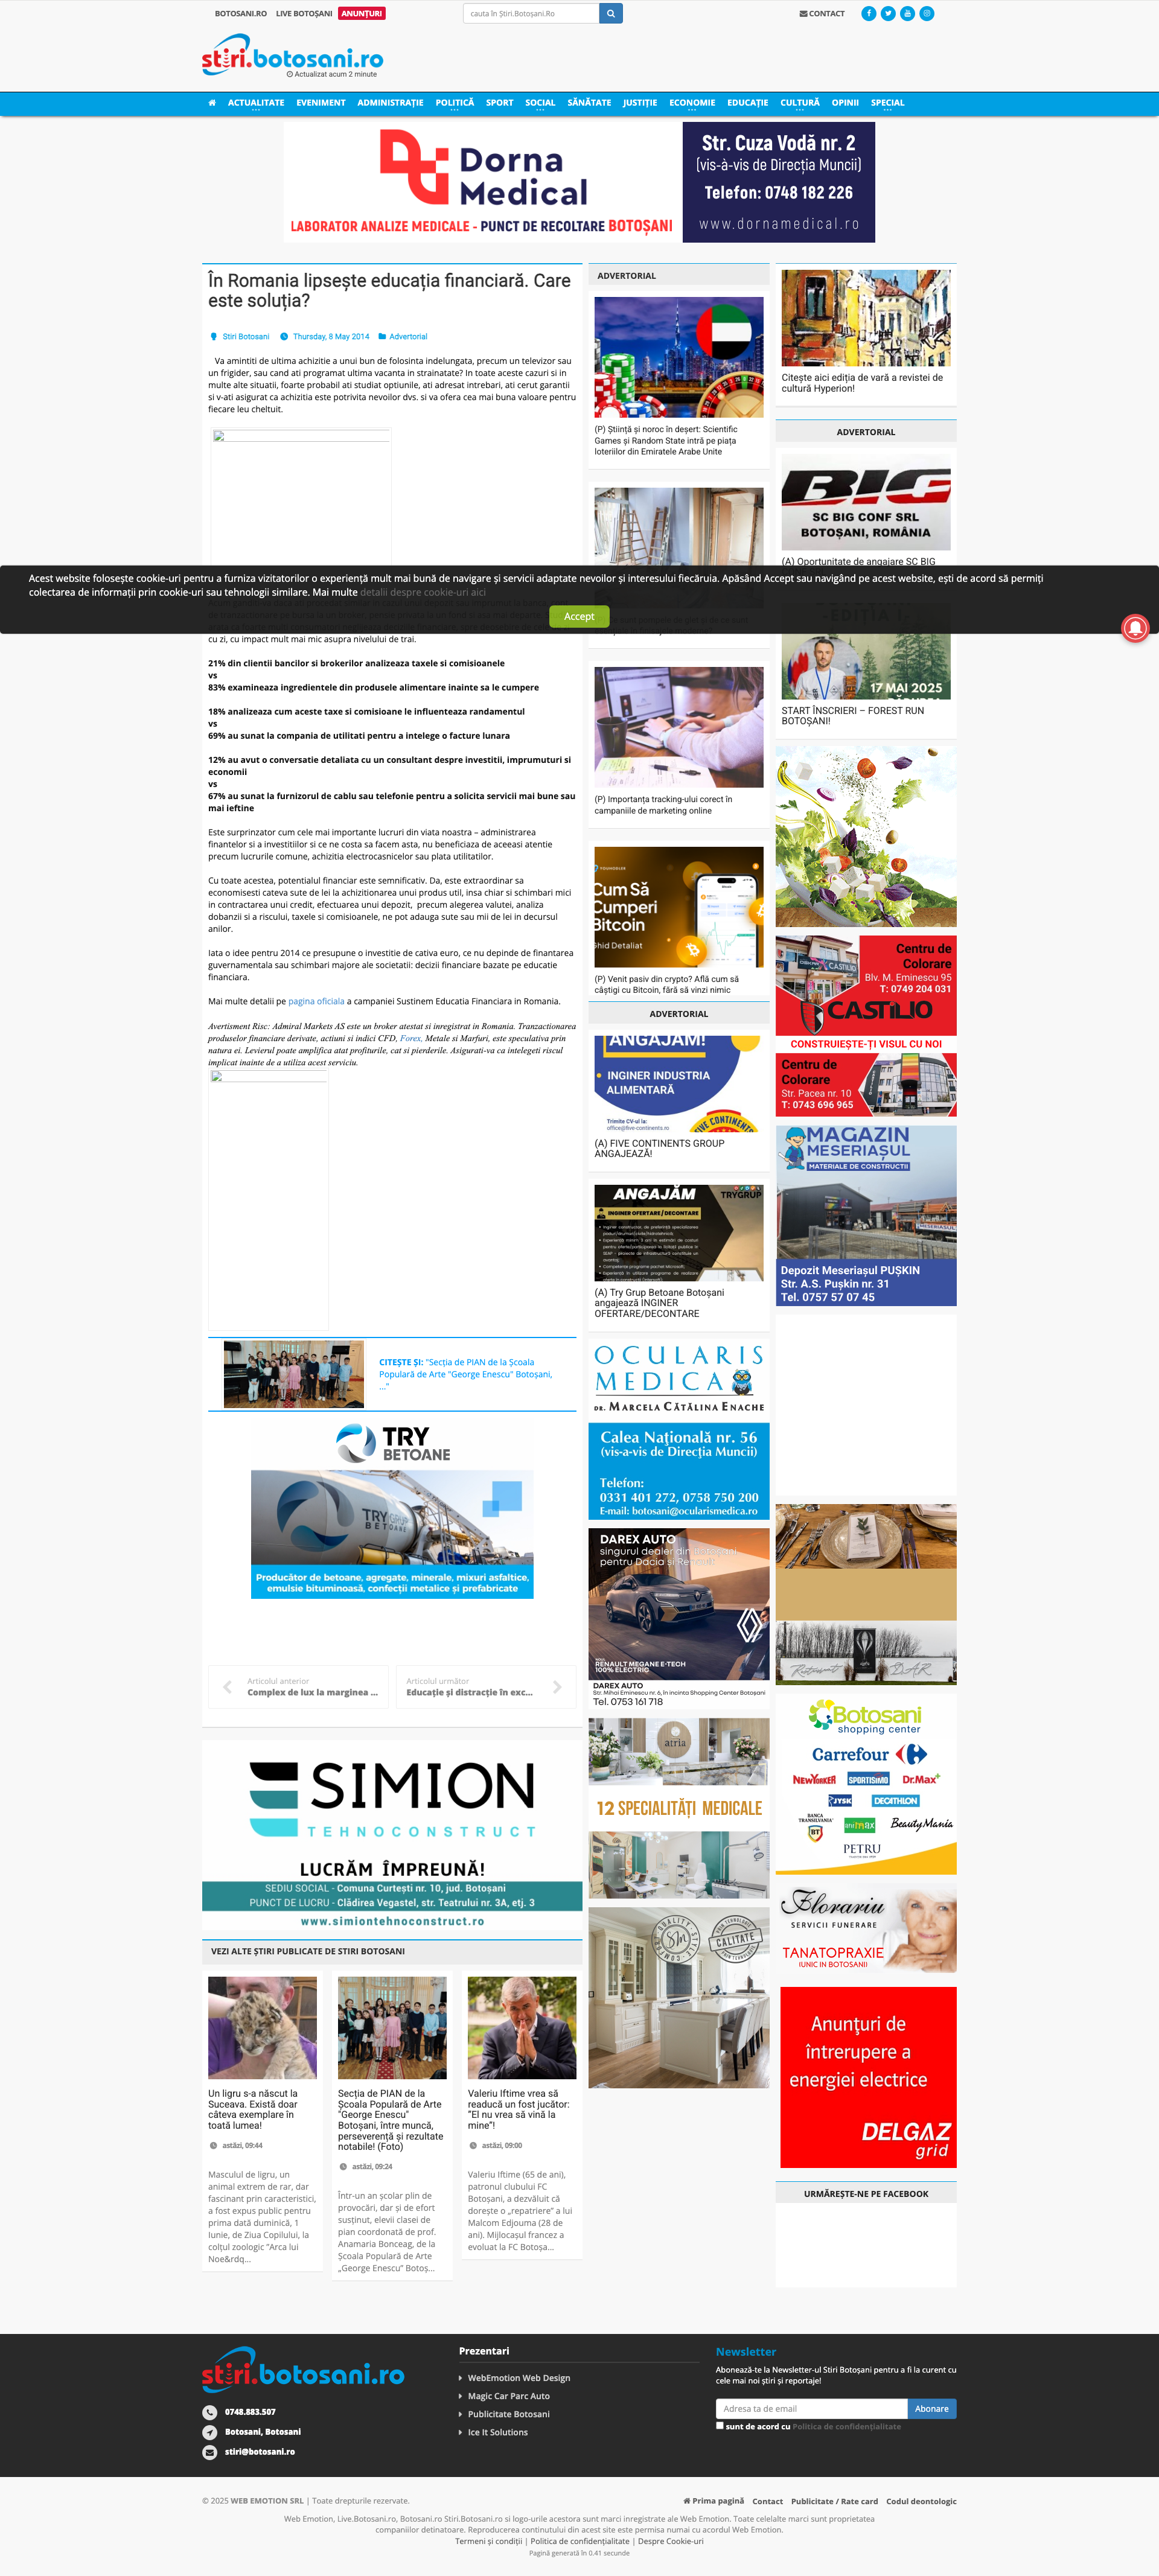 BOTOSANI.RO LIVE BOTOȘANI ANUNȚURI
caută în Știri.Botoșani.Ro
CONTACT
stiri.botosani.ro
Actualizat acum 2 minute
ACTUALITATE EVENIMENT ADMINISTRAȚIE POLITICĂ SPORT SOCIAL SĂNĂTATE JUSTIȚIE ECONOMIE EDUCAȚIE CULTURĂ OPINII SPECIAL
Dorna
Medical
LABORATOR ANALIZE MEDICALE - PUNCT DE RECOLTARE BOTOȘANI
Str. Cuza Vodă nr. 2
(vis-à-vis de Direcția Muncii)
Telefon: 0748 182 226
www.dornamedical.ro
În Romania lipsește educația financiară. Care
este soluția?
Stiri Botosani Thursday, 8 May 2014 Advertorial
Va amintiti de ultima achizitie a unui bun de folosinta indelungata, precum un televizor sau
un frigider, sau cand ati programat ultima vacanta in strainatate? In toate aceste cazuri si in
multe alte situatii, foarte probabil ati studiat optiunile, ati adresat intrebari, ati cerut garantii
si v-ati asigurat ca achizitia este potrivita nevoilor dvs. si va ofera cea mai buna valoare pentru
fiecare leu cheltuit.
Acest website folosește cookie-uri pentru a furniza vizitatorilor o experiență mult mai bună de navigare și servicii adaptate nevoilor și interesului fiecăruia. Apăsând Accept sau navigând pe acest website, ești de acord să permiți
colectarea de informații prin cookie-uri sau tehnologii similare. Mai multe detalii despre cookie-uri aici
Accept
cu zi, cu impact mult mai mic asupra nivelului de trai.
21% din clientii bancilor si brokerilor analizeaza taxele si comisioanele
vs
83% examineaza ingredientele din produsele alimentare inainte sa le cumpere
18% analizeaza cum aceste taxe si comisioane le influenteaza randamentul
vs
69% au sunat la compania de utilitati pentru a intelege o facture lunara
12% au avut o conversatie detaliata cu un consultant despre investitii, imprumuturi si
economii
vs
67% au sunat la furnizorul de cablu sau telefonie pentru a solicita servicii mai bune sau
mai ieftine
Este surprinzator cum cele mai importante lucruri din viata noastra – administrarea
finantelor si a investitiilor si ce ne costa sa facem asta, nu beneficiaza de aceeasi atentie
precum lucrurile comune, achizitia electrocasnicelor sau plata utilitatilor.
Cu toate acestea, potentialul financiar este semnificativ. Da, este extraordinar sa
economisesti cateva sute de lei la achizitionarea unui produs util, insa chiar si schimbari mici
in contractarea unui credit, efectuarea unui depozit, precum alegerea valutei, analiza
dobanzii si a riscului, taxele si comisioanele, ne pot aduga sute sau mii de lei in decursul
anilor.
Iata o idee pentru 2014 ce presupune o investitie de cativa euro, ce nu depinde de finantarea
guvernamentala sau schimbari majore ale societatii: decizii financiare bazate pe educatie
financiara.
Mai multe detalii pe pagina oficiala a campaniei Sustinem Educatia Financiara in Romania.
Avertisment Risc: Admiral Markets AS este un broker atestat si inregistrat in Romania. Tranzactionarea
produselor financiare derivate, actiuni si indici CFD, Forex, Metale si Marfuri, este speculativa prin
natura ei. Levierul poate amplifica atat profiturile, cat si pierderile. Asigurati-va ca intelegeti riscul
implicat inainte de a utiliza acest serviciu.
CITEȘTE ȘI: "Secția de PIAN de la Școala
Populară de Arte "George Enescu" Botoșani,
..."
TRY
BETOANE
Producător de betoane, agregate, minerale, mixturi asfaltice,
emulsie bituminoasă, confecții metalice și prefabricate
Articolul anterior
Complex de lux la marginea ...
Articolul următor
Educație și distracție în exc...
SIMION
TEHNOCONSTRUCT
LUCRĂM ÎMPREUNĂ!
SEDIU SOCIAL - Comuna Curtești nr. 10, jud. Botoșani
PUNCT DE LUCRU - Clădirea Vegastel, str. Teatrului nr. 3A, etj. 3
www.simiontehnoconstruct.ro
VEZI ALTE ȘTIRI PUBLICATE DE STIRI BOTOSANI
Un ligru s-a născut la
Suceava. Există doar
câteva exemplare în
toată lumea!
astăzi, 09:44
Masculul de ligru, un
animal extrem de rar, dar
fascinant prin caracteristici,
a fost expus public pentru
prima dată duminică, 1
Iunie, de Ziua Copilului, la
colțul zoologic ”Arca lui
Noe&rdq...
Secția de PIAN de la
Școala Populară de Arte
"George Enescu"
Botoșani, între muncă,
perseverență și rezultate
notabile! (Foto)
astăzi, 09:24
Într-un an școlar plin de
provocări, dar și de efort
susținut, elevii clasei de
pian coordonată de prof.
Anamaria Bonceag, de la
Școala Populară de Arte
„George Enescu” Botoș...
Valeriu Iftime vrea să
readucă un fost jucător:
”El nu vrea să vină la
mine”!
astăzi, 09:00
Valeriu Iftime (65 de ani),
patronul clubului FC
Botoșani, a dezvăluit că
dorește o „repatriere” a lui
Malcom Edjouma (28 de
ani). Mijlocașul francez a
evoluat la FC Botoșa...
ADVERTORIAL
(P) Știință și noroc în deșert: Scientific
Games și Random State intră pe piața
loteriilor din Emiratele Arabe Unite
(P) Importanța tracking-ului corect în
campaniile de marketing online
Cum Să
Cumperi
Bitcoin
Ghid Detaliat
(P) Venit pasiv din crypto? Află cum să
câștigi cu Bitcoin, fără să vinzi nimic
ADVERTORIAL
ANGAJĂM!
INGINER INDUSTRIA
ALIMENTARĂ
Trimite CV-ul la:
office@five-continents.ro
FIVE CONTINENTS
(A) FIVE CONTINENTS GROUP
ANGAJEAZĂ!
ANGAJĂM
TRYGRUP
INGINER OFERTARE / DECONTARE
(A) Try Grup Betoane Botoșani
angajează INGINER
OFERTARE/DECONTARE
OCULARIS
MEDICA
DR. MARCELA CĂTĂLINA ENACHE
Calea Națională nr. 56
(vis-a-vis de Direcția Muncii)
Telefon:
0331 401 272, 0758 750 200
E-mail: botosani@ocularismedica.ro
DAREX AUTO
singurul dealer din Botoșani
pentru Dacia si Renault
RENAULT MEGANE E-TECH
100% ELECTRIC
DAREX AUTO
Str. Mihai Eminescu nr. 6, în incinta Shopping Center Botoșani
Tel. 0753 161 718
atria
12 SPECIALITĂȚI MEDICALE
CALITATE
Citește aici ediția de vară a revistei de
cultură Hyperion!
ADVERTORIAL
BIG
SC BIG CONF SRL
BOTOȘANI, ROMÂNIA
(A) Oportunitate de angajare SC BIG
17 MAI 2025
START ÎNSCRIERI – FOREST RUN
BOTOȘANI!
Centru de
Colorare
Blv. M. Eminescu 95
T: 0749 204 031
CASTILIO
CONSTRUIEȘTE-ȚI VISUL CU NOI
Centru de
Colorare
Str. Pacea nr. 10
T: 0743 696 965
MAGAZIN
MESERIAȘUL
MATERIALE DE CONSTRUCTII
Depozit Meseriașul PUȘKIN
Str. A.S. Pușkin nr. 31
Tel. 0757 57 07 45
Botosani
shopping center
Carrefour
NEWYORKER SPORTISIMO Dr.Max
JYSK DECATHLON
BANCA
TRANSILVANIA
BT animax BeautyMania
PETRU
Florariu
SERVICII FUNERARE
TANATOPRAXIE
IUNIC IN BOTOSANI!
Anunțuri de
întrerupere a
energiei electrice
DELGAZ
grid
URMĂREȘTE-NE PE FACEBOOK
stiri.botosani.ro
0748.883.507
Botosani, Botosani
stiri@botosani.ro
Prezentari
WebEmotion Web Design
Magic Car Parc Auto
Publicitate Botosani
Ice It Solutions
Newsletter
Abonează-te la Newsletter-ul Stiri Botoșani pentru a fi la curent cu
cele mai noi știri și reportaje!
Adresa ta de email
Abonare
sunt de acord cu Politica de confidențialitate
© 2025 WEB EMOTION SRL | Toate drepturile rezervate.
Prima pagină Contact Publicitate / Rate card Codul deontologic
Web Emotion, Live.Botosani.ro, Botosani.ro Stiri.Botosani.ro si logo-urile acestora sunt marci inregistrate ale Web Emotion. Toate celelalte marci sunt proprietatea
companiilor detinatoare. Reproducerea continutului din acest site este permisa numai cu acordul Web Emotion.
Termeni și condiții | Politica de confidențialitate | Despre Cookie-uri
Pagină generată în 0.41 secunde